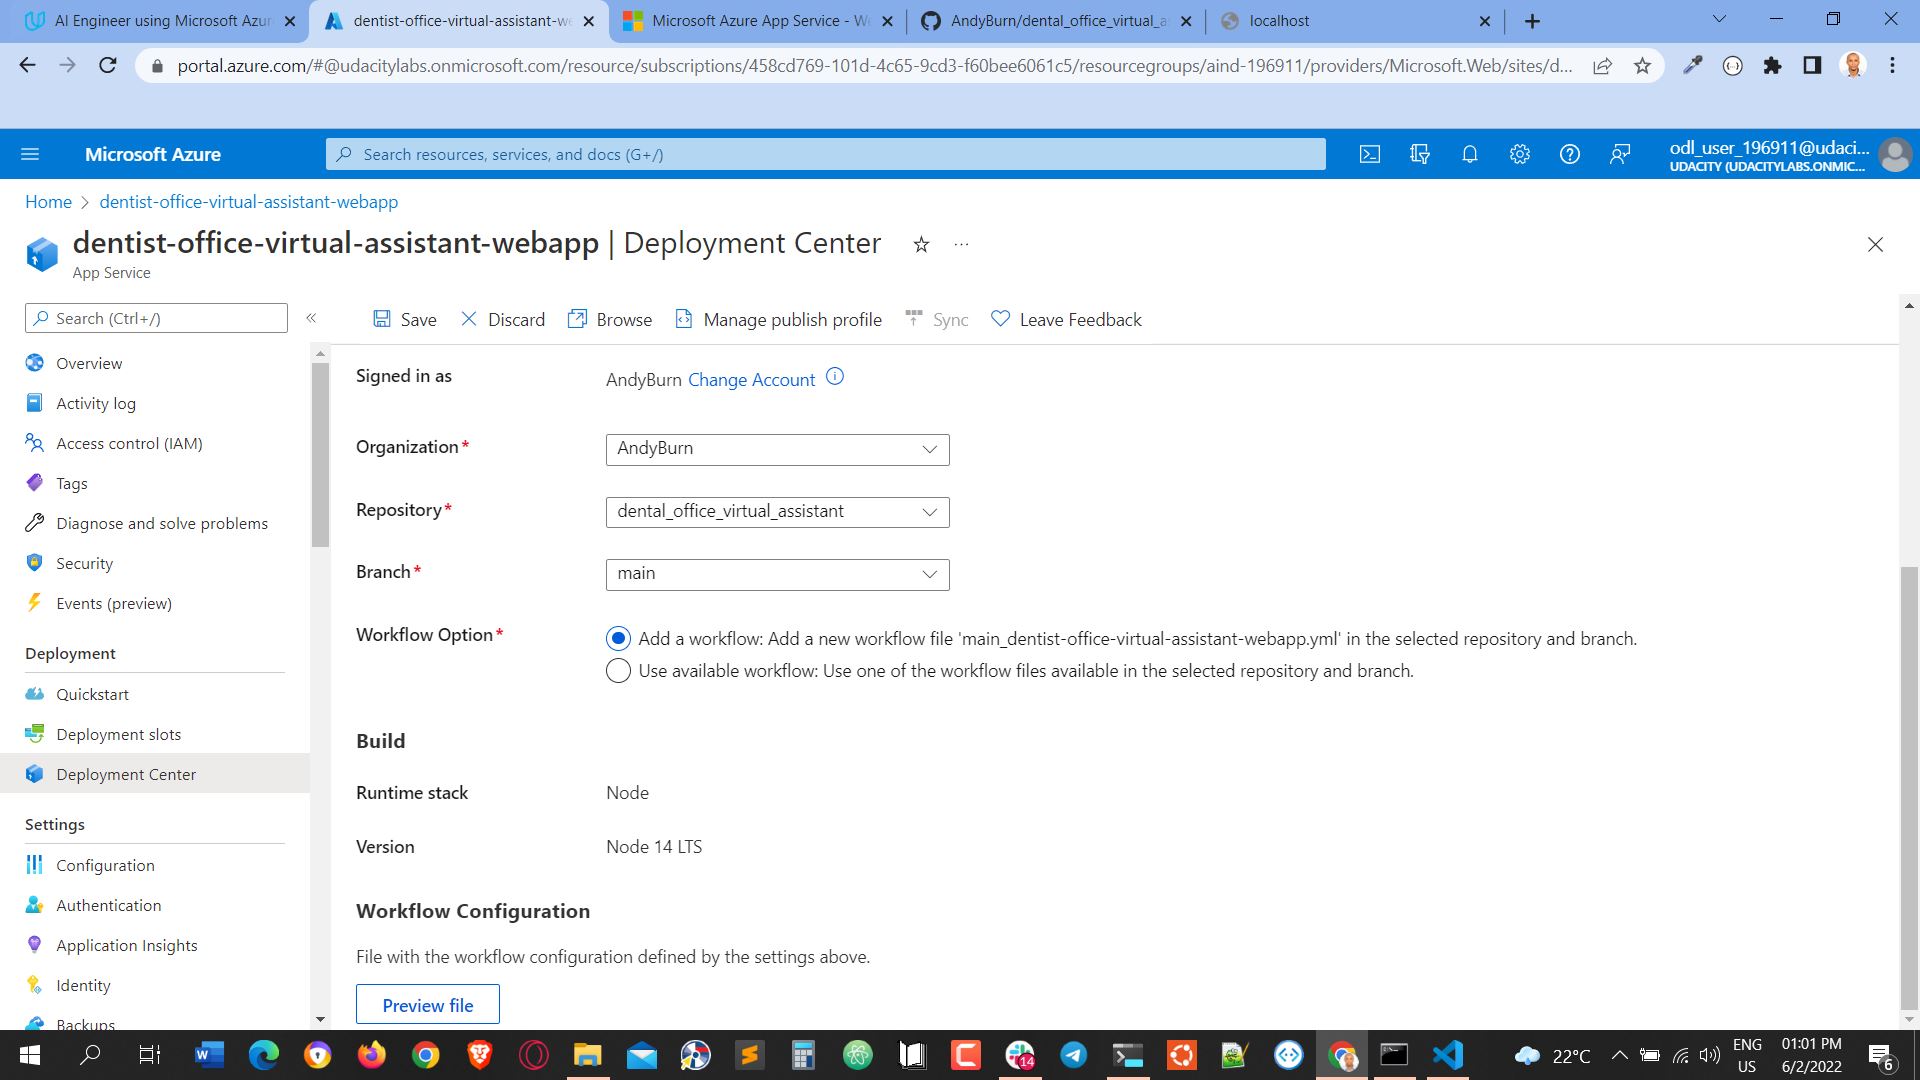 AI Engineer using Microsoft Azur
dentist-office-virtual-assistant-we
Microsoft Azure App Service - We
AndyBurn/dental_office_virtual_a
localhost
portal.azure.com/#@udacitylabs.onmicrosoft.com/resource/subscriptions/458cd769-101d-4c65-9cd3-f60bee6061c5/resourcegroups/aind-196911/providers/Microsoft.Web/sites/d...
Microsoft Azure
Search resources, services, and docs (G+/)
odl_user_196911@udaci...
UDACITY (UDACITYLABS.ONMIC...
Home > dentist-office-virtual-assistant-webapp
dentist-office-virtual-assistant-webapp | Deployment Center
App Service
Search (Ctrl+/)
Save
Discard
Browse
Manage publish profile
Sync
Leave Feedback
Overview
Activity log
Access control (IAM)
Tags
Diagnose and solve problems
Security
Events (preview)
Deployment
Quickstart
Deployment slots
Deployment Center
Settings
Configuration
Authentication
Application Insights
Identity
Backups
Signed in as
AndyBurn Change Account
Organization*
AndyBurn
Repository*
dental_office_virtual_assistant
Branch*
main
Workflow Option*
Add a workflow: Add a new workflow file 'main_dentist-office-virtual-assistant-webapp.yml' in the selected repository and branch.
Use available workflow: Use one of the workflow files available in the selected repository and branch.
Build
Runtime stack
Node
Version
Node 14 LTS
Workflow Configuration
File with the workflow configuration defined by the settings above.
Preview file
14
22°C
ENG
US
01:01 PM
6/2/2022
6